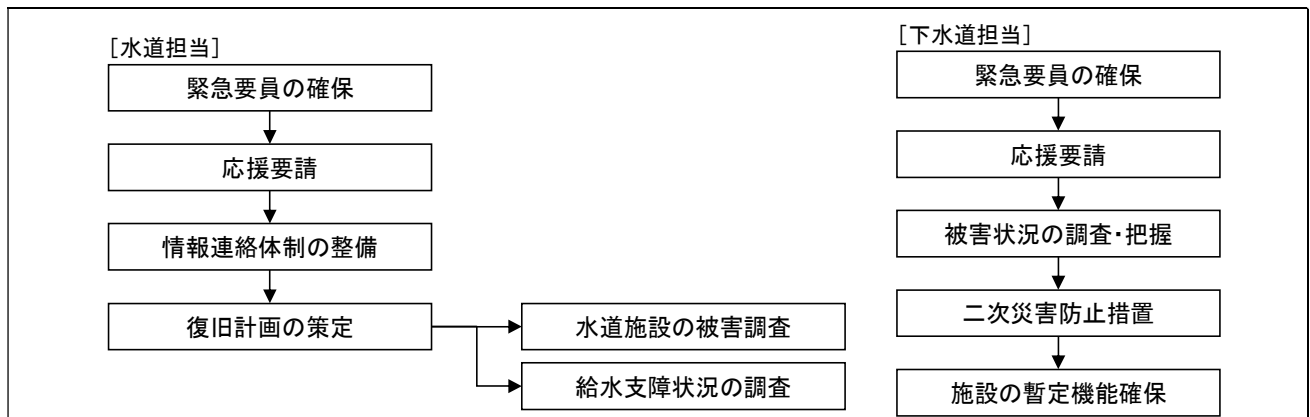 [水道担当]
緊急要員の確保
応援要請
情報連絡体制の整備
復旧計画の策定
水道施設の被害調査
給水支障状況の調査
[下水道担当]
緊急要員の確保
応援要請
被害状況の調査・把握
二次災害防止措置
施設の暫定機能確保